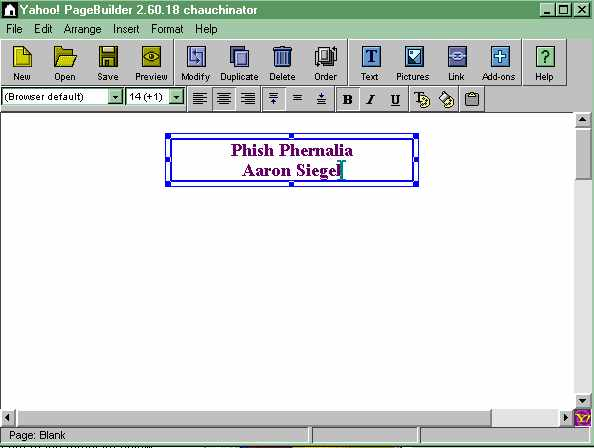 Yahoo! PageBuilder 2.60.18 chauchinator
File Edit Arrange Insert Format Help
New Open Save Preview Modify Duplicate Delete Order Text Pictures Link Add-ons Help
(Browser default) 14 (+1) B I U
Phish Phernalia
Aaron Siegel
Page: Blank